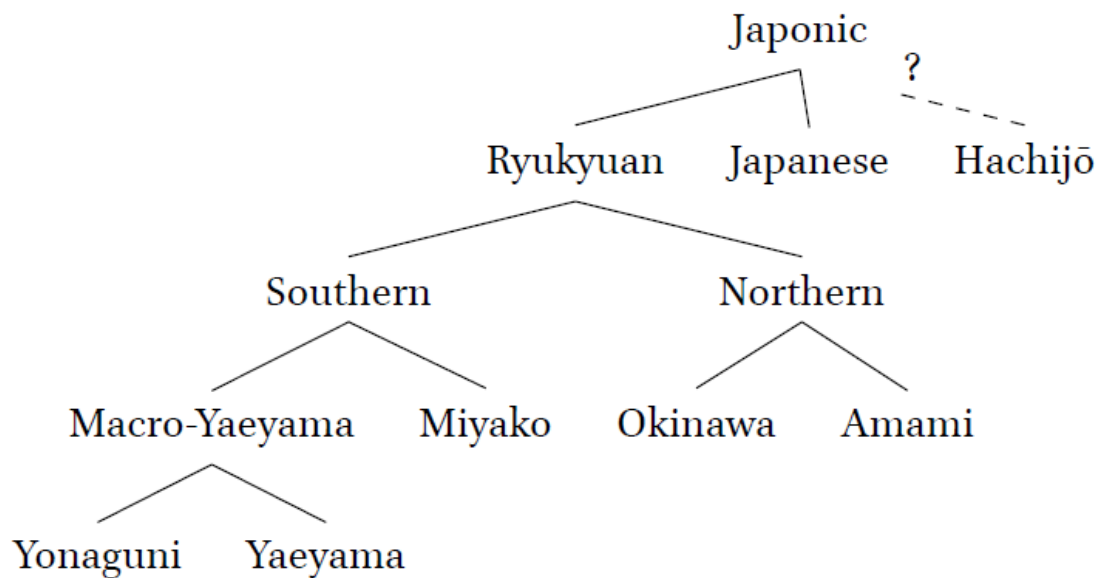 Japonic
?
Ryukyuan Japanese Hachijō
Southern Northern
Macro-Yaeyama Miyako Okinawa Amami
Yonaguni Yaeyama